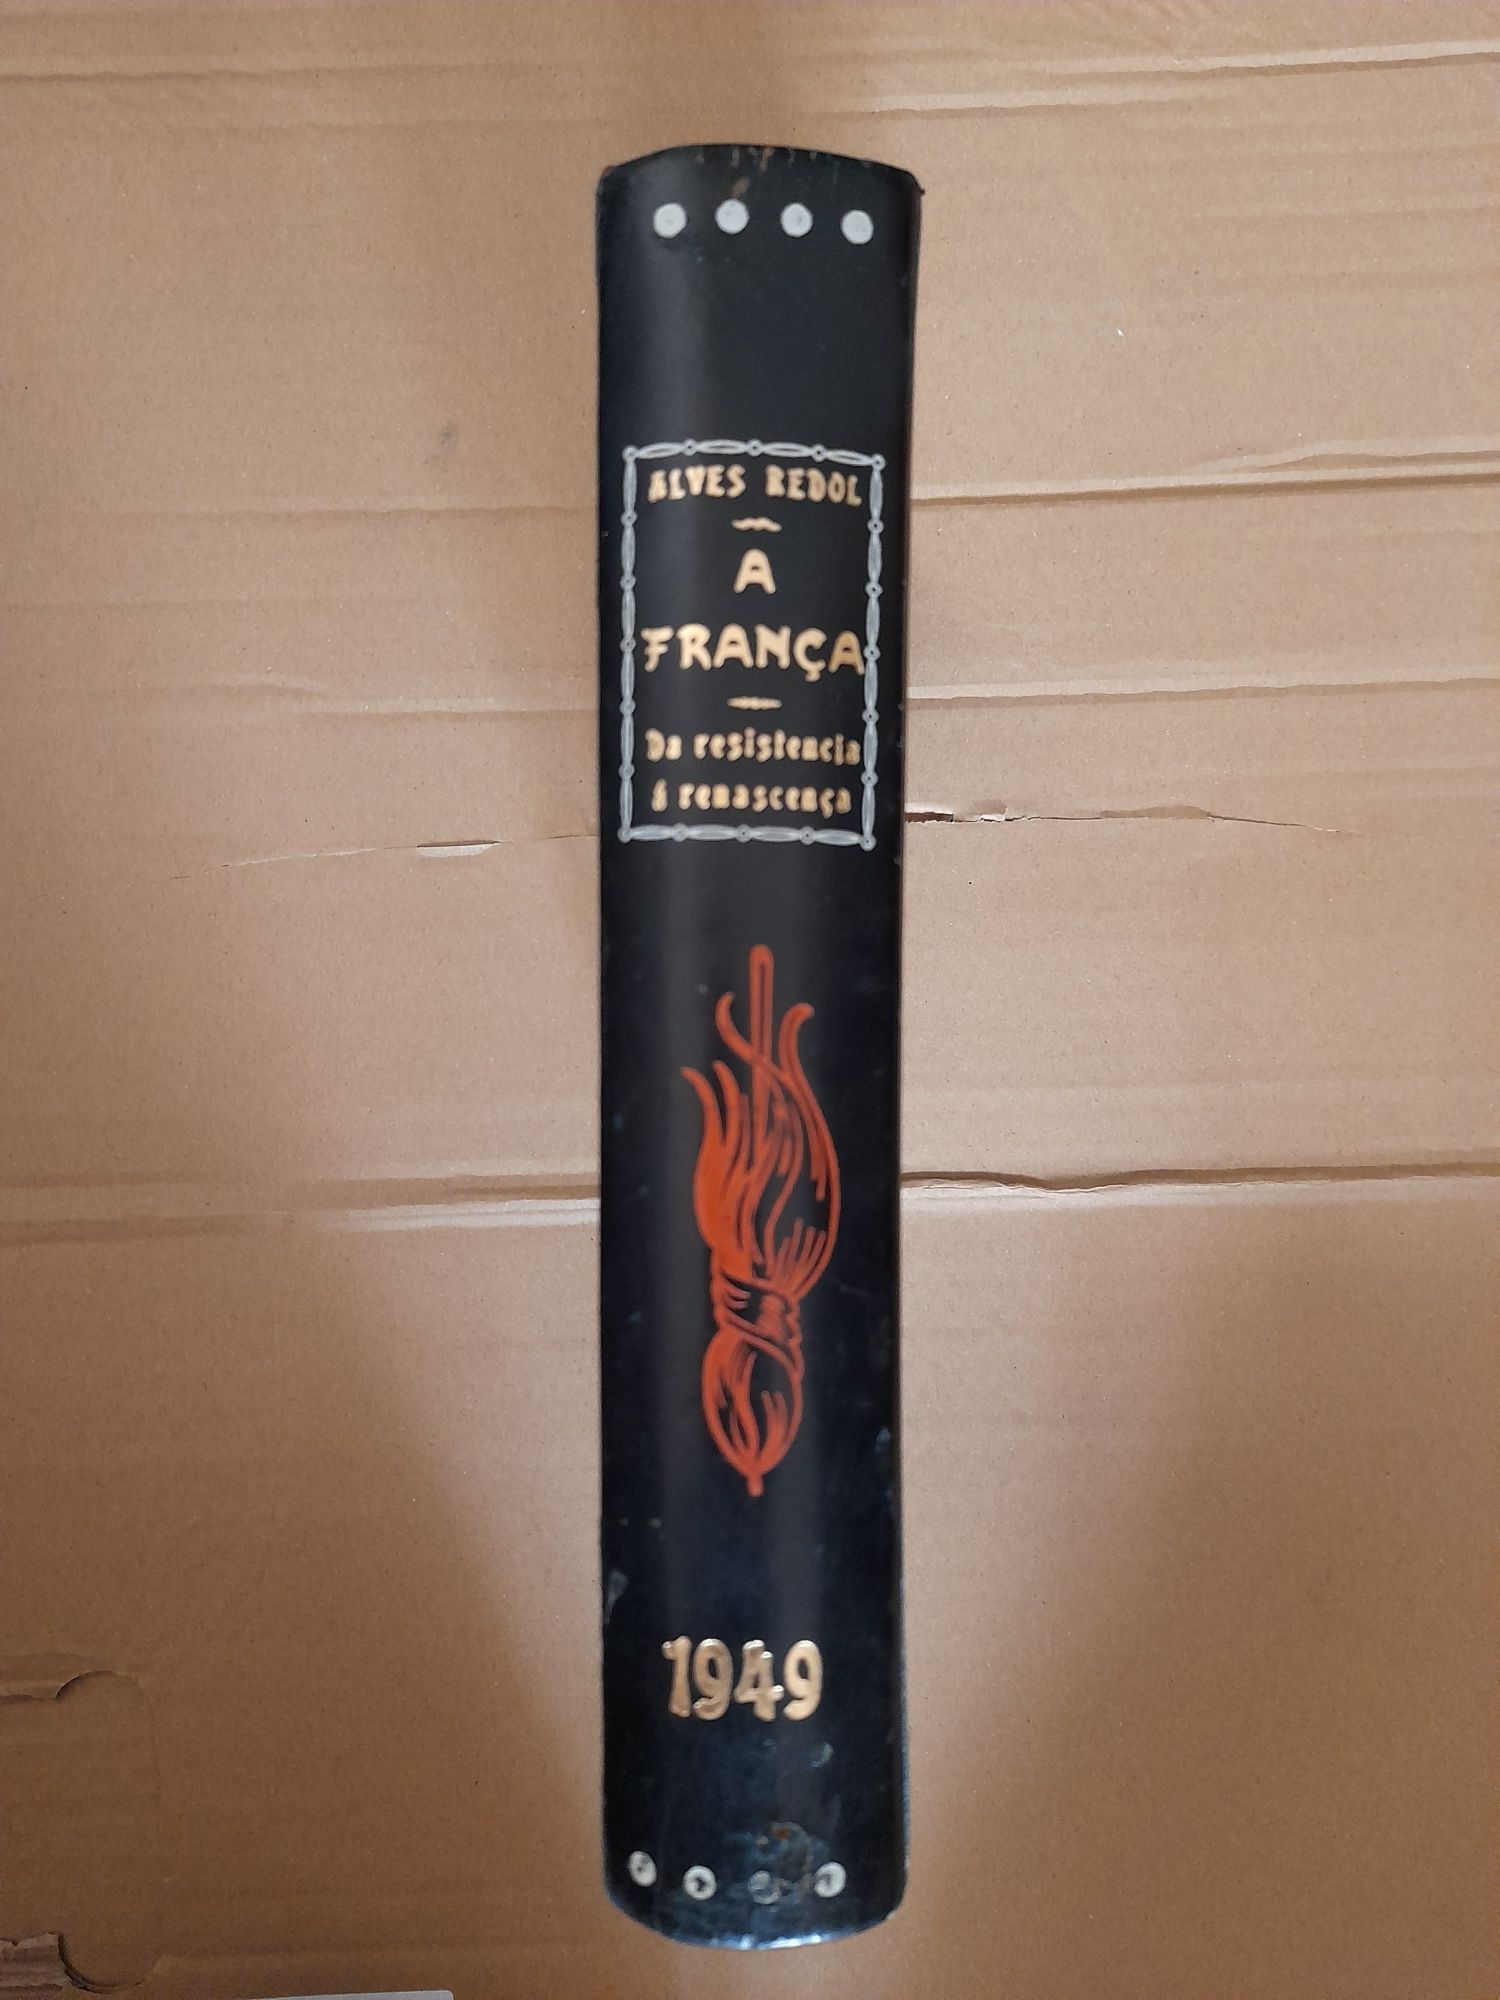 ALVES REDOL
A
FRANÇA
Da resistencia
á renascença
1949